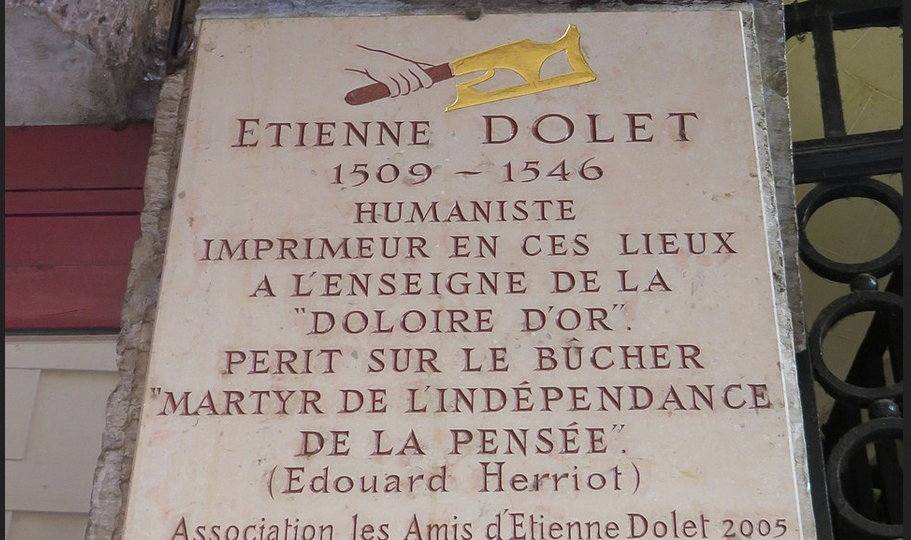 ETIENNE DOLET
1509 – 1546
HUMANISTE
IMPRIMEUR EN CES LIEUX
A L'ENSEIGNE DE LA
"DOLOIRE D'OR".
PERIT SUR LE BÛCHER
"MARTYR DE L'INDÉPENDANCE
DE LA PENSÉE".
(Edouard Herriot)
Association les Amis d'Etienne Dolet 2005